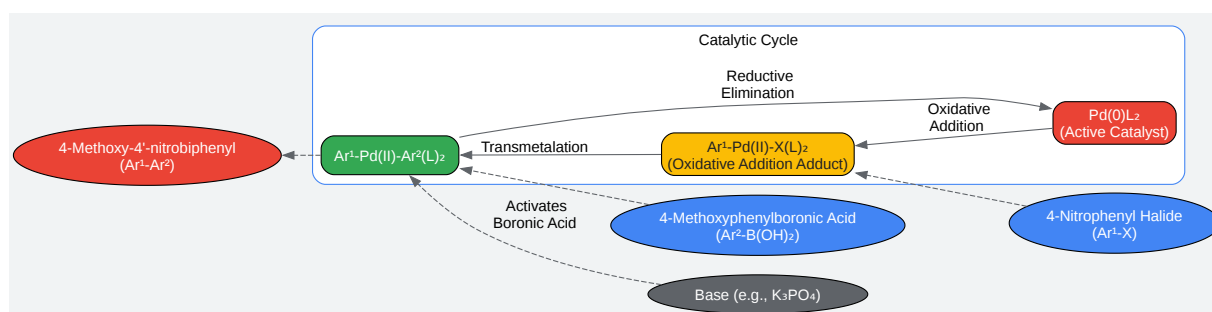 Catalytic Cycle
Reductive
Elimination
Oxidative
Addition
Pd(0)L₂
(Active Catalyst)
4-Methoxy-4'-nitrobiphenyl
(Ar¹-Ar²)
Ar¹-Pd(II)-Ar²(L)₂
Transmetalation
Ar¹-Pd(II)-X(L)₂
(Oxidative Addition Adduct)
Activates
Boronic Acid
4-Methoxyphenylboronic Acid
(Ar²-B(OH)₂)
4-Nitrophenyl Halide
(Ar¹-X)
Base (e.g., K₃PO₄)